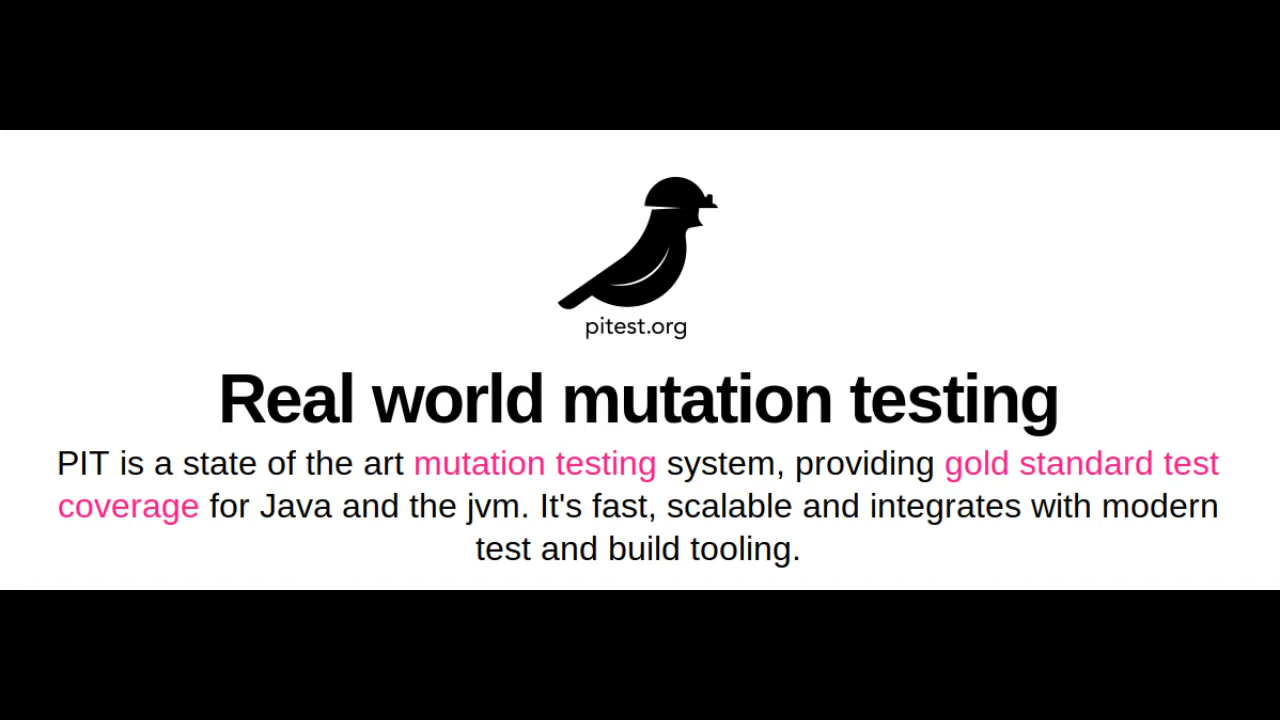 pitest.org
Real world mutation testing
PIT is a state of the art mutation testing system, providing gold standard test
coverage for Java and the jvm. It's fast, scalable and integrates with modern
test and build tooling.